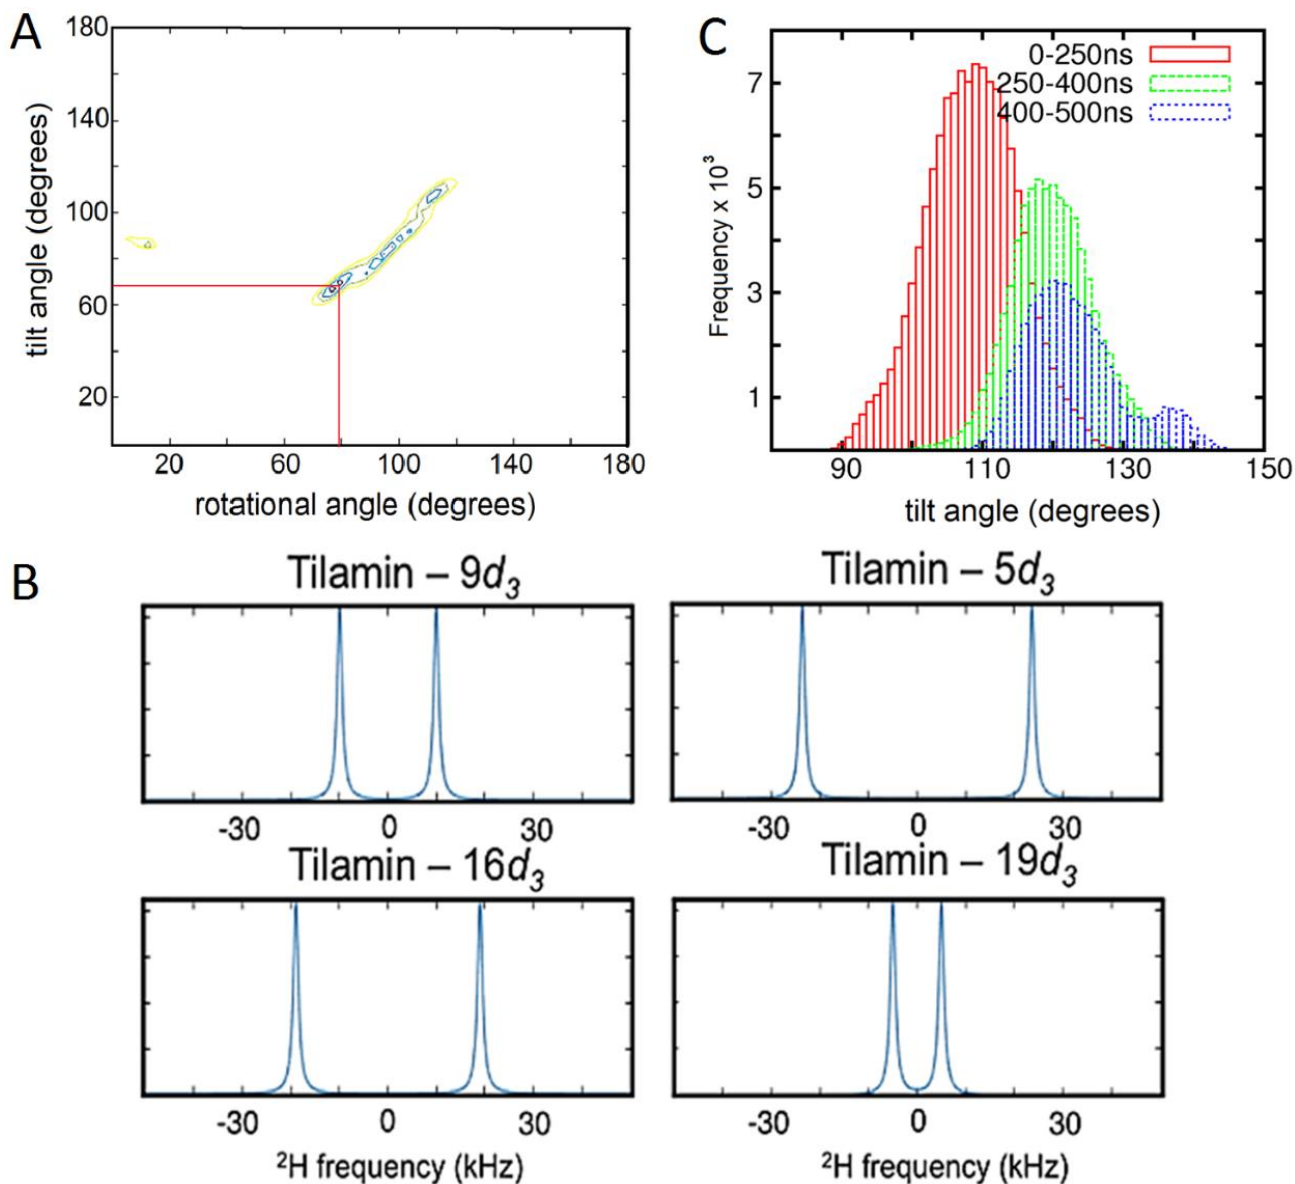 A
180
140
100
60
20
20 60 100 140 180
tilt angle (degrees)
rotational angle (degrees)
C
0-250ns
250-400ns
400-500ns
7
5
3
1
90 110 130 150
Frequency x 10³
tilt angle (degrees)
B
Tilamin – 9d₃
-30 0 30
Tilamin – 5d₃
-30 0 30
Tilamin – 16d₃
-30 0 30
²H frequency (kHz)
Tilamin – 19d₃
-30 0 30
²H frequency (kHz)